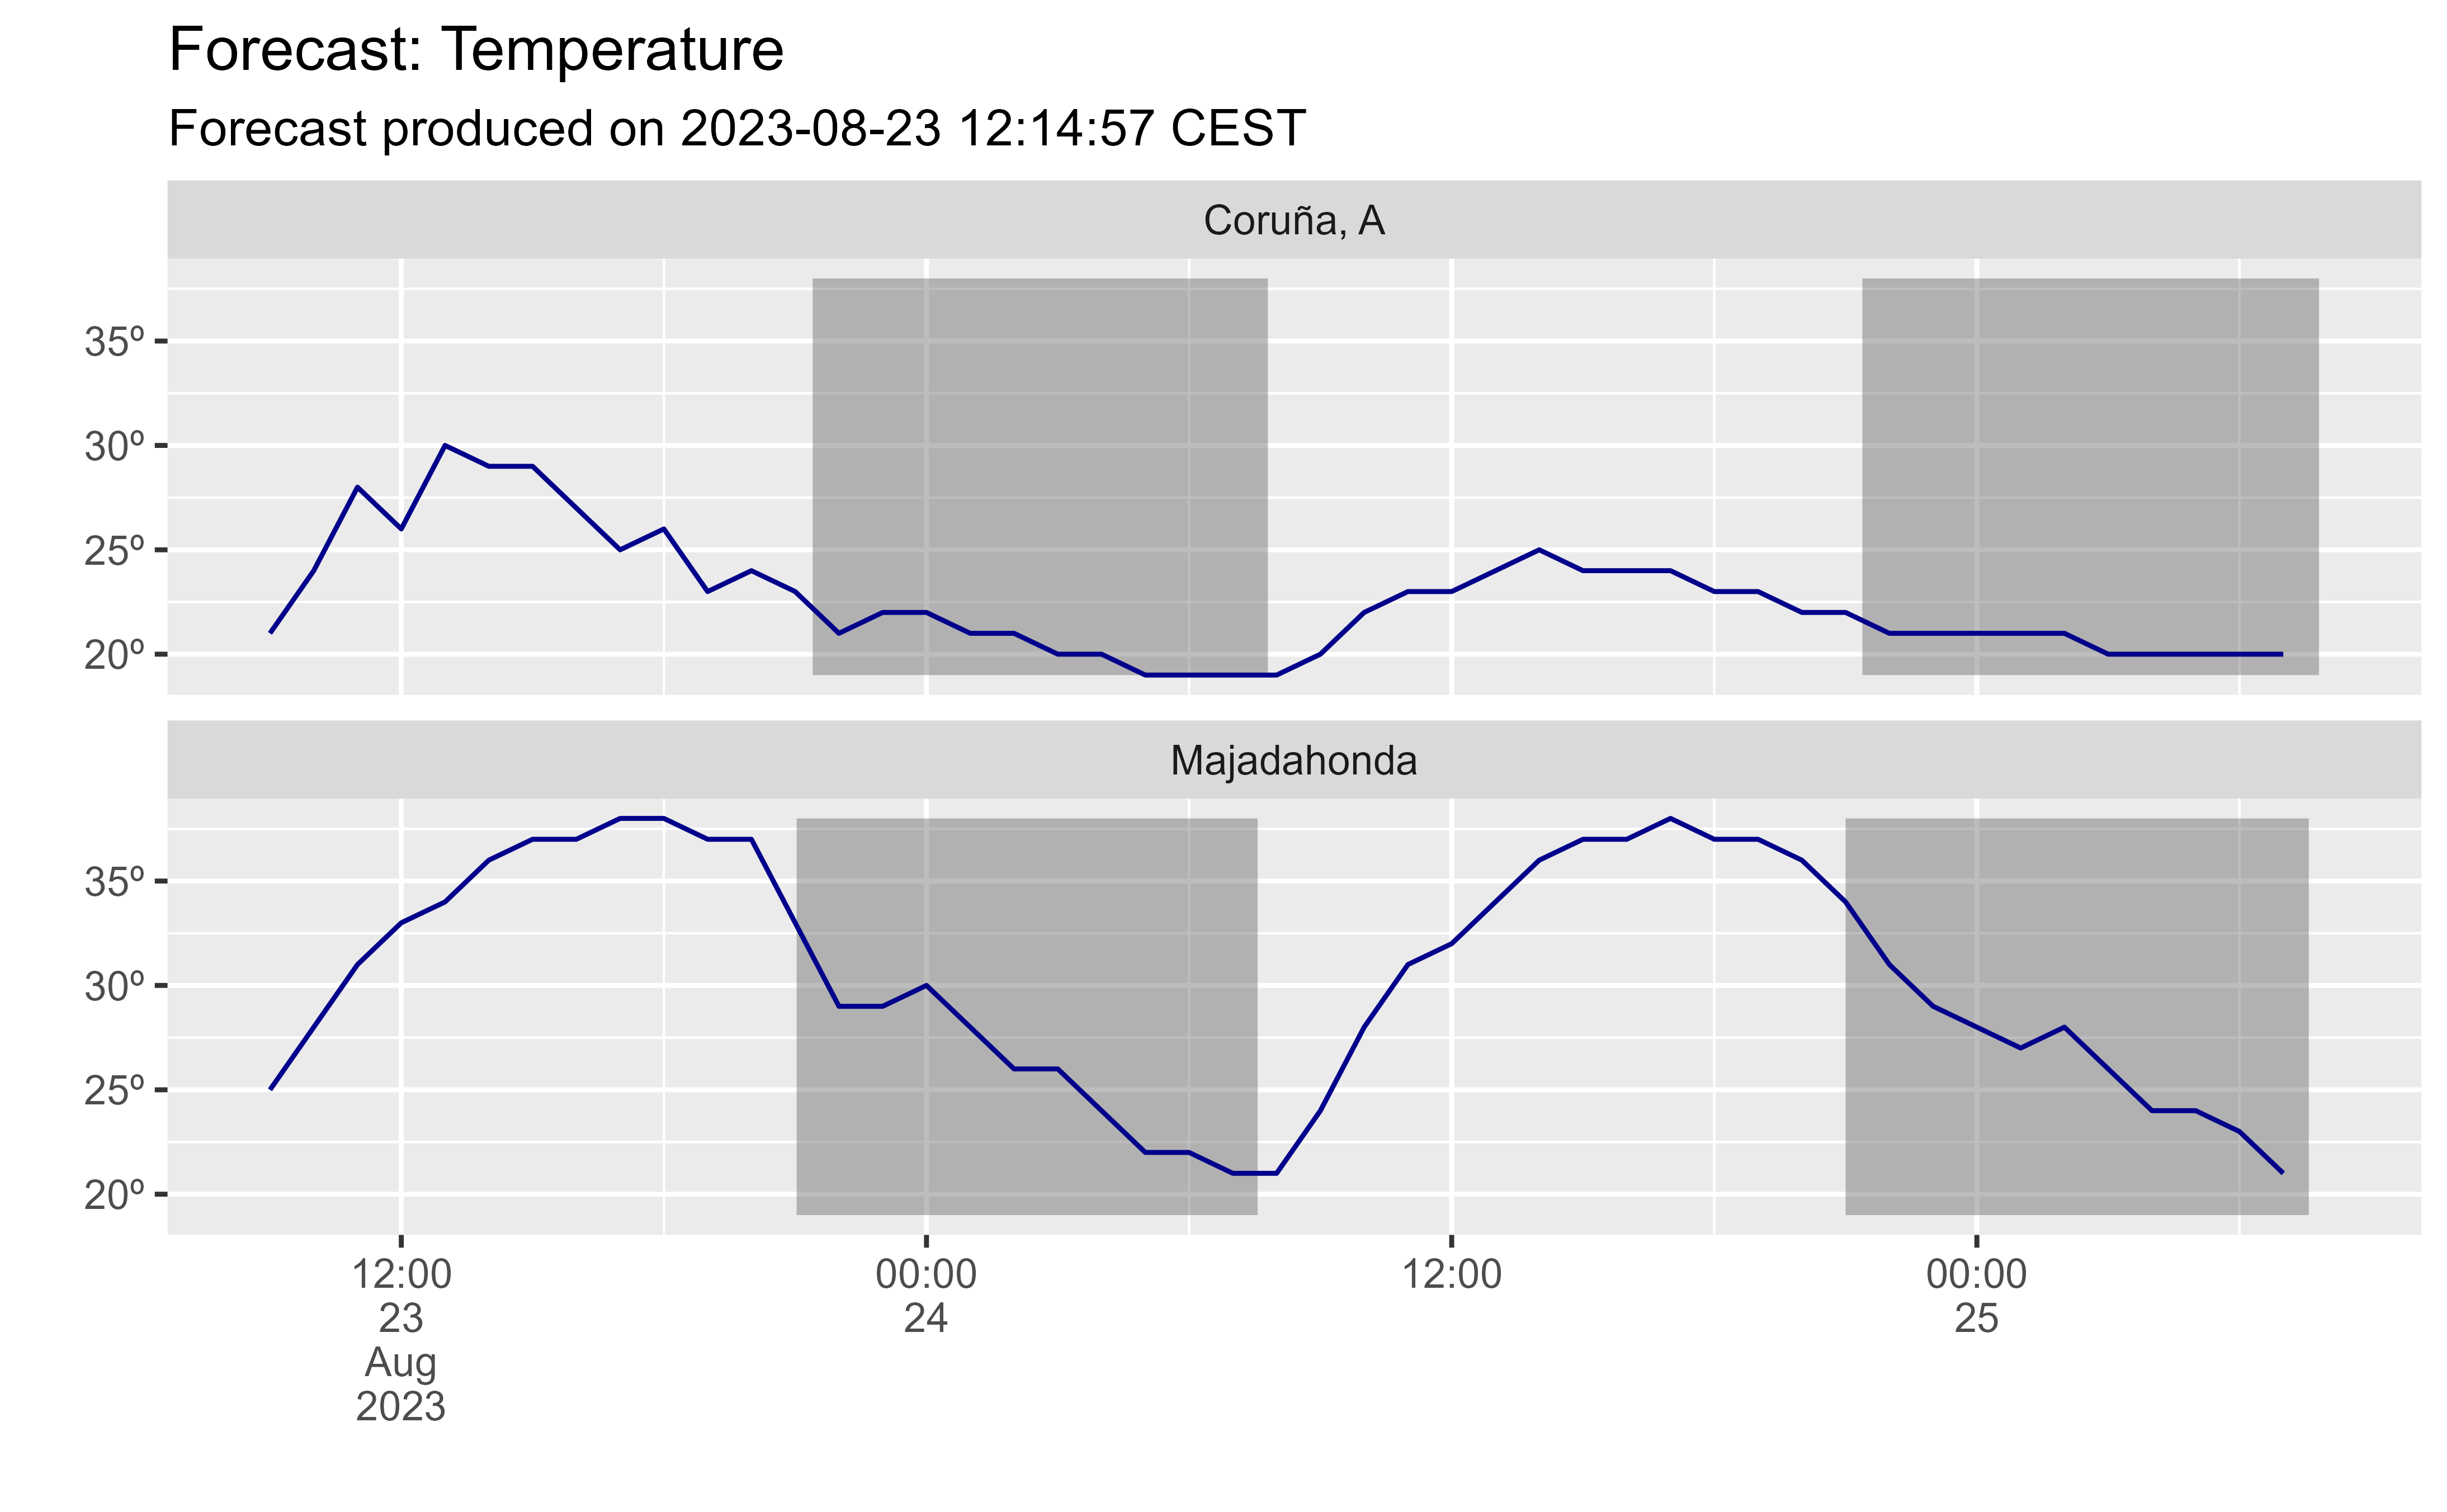 Forecast: Temperature
Forecast produced on 2023-08-23 12:14:57 CEST
Coruña, A
35º
30º
25º
20º
Majadahonda
35º
30º
25º
20º
12:00 00:00 12:00 00:00
23 24 25
Aug
2023